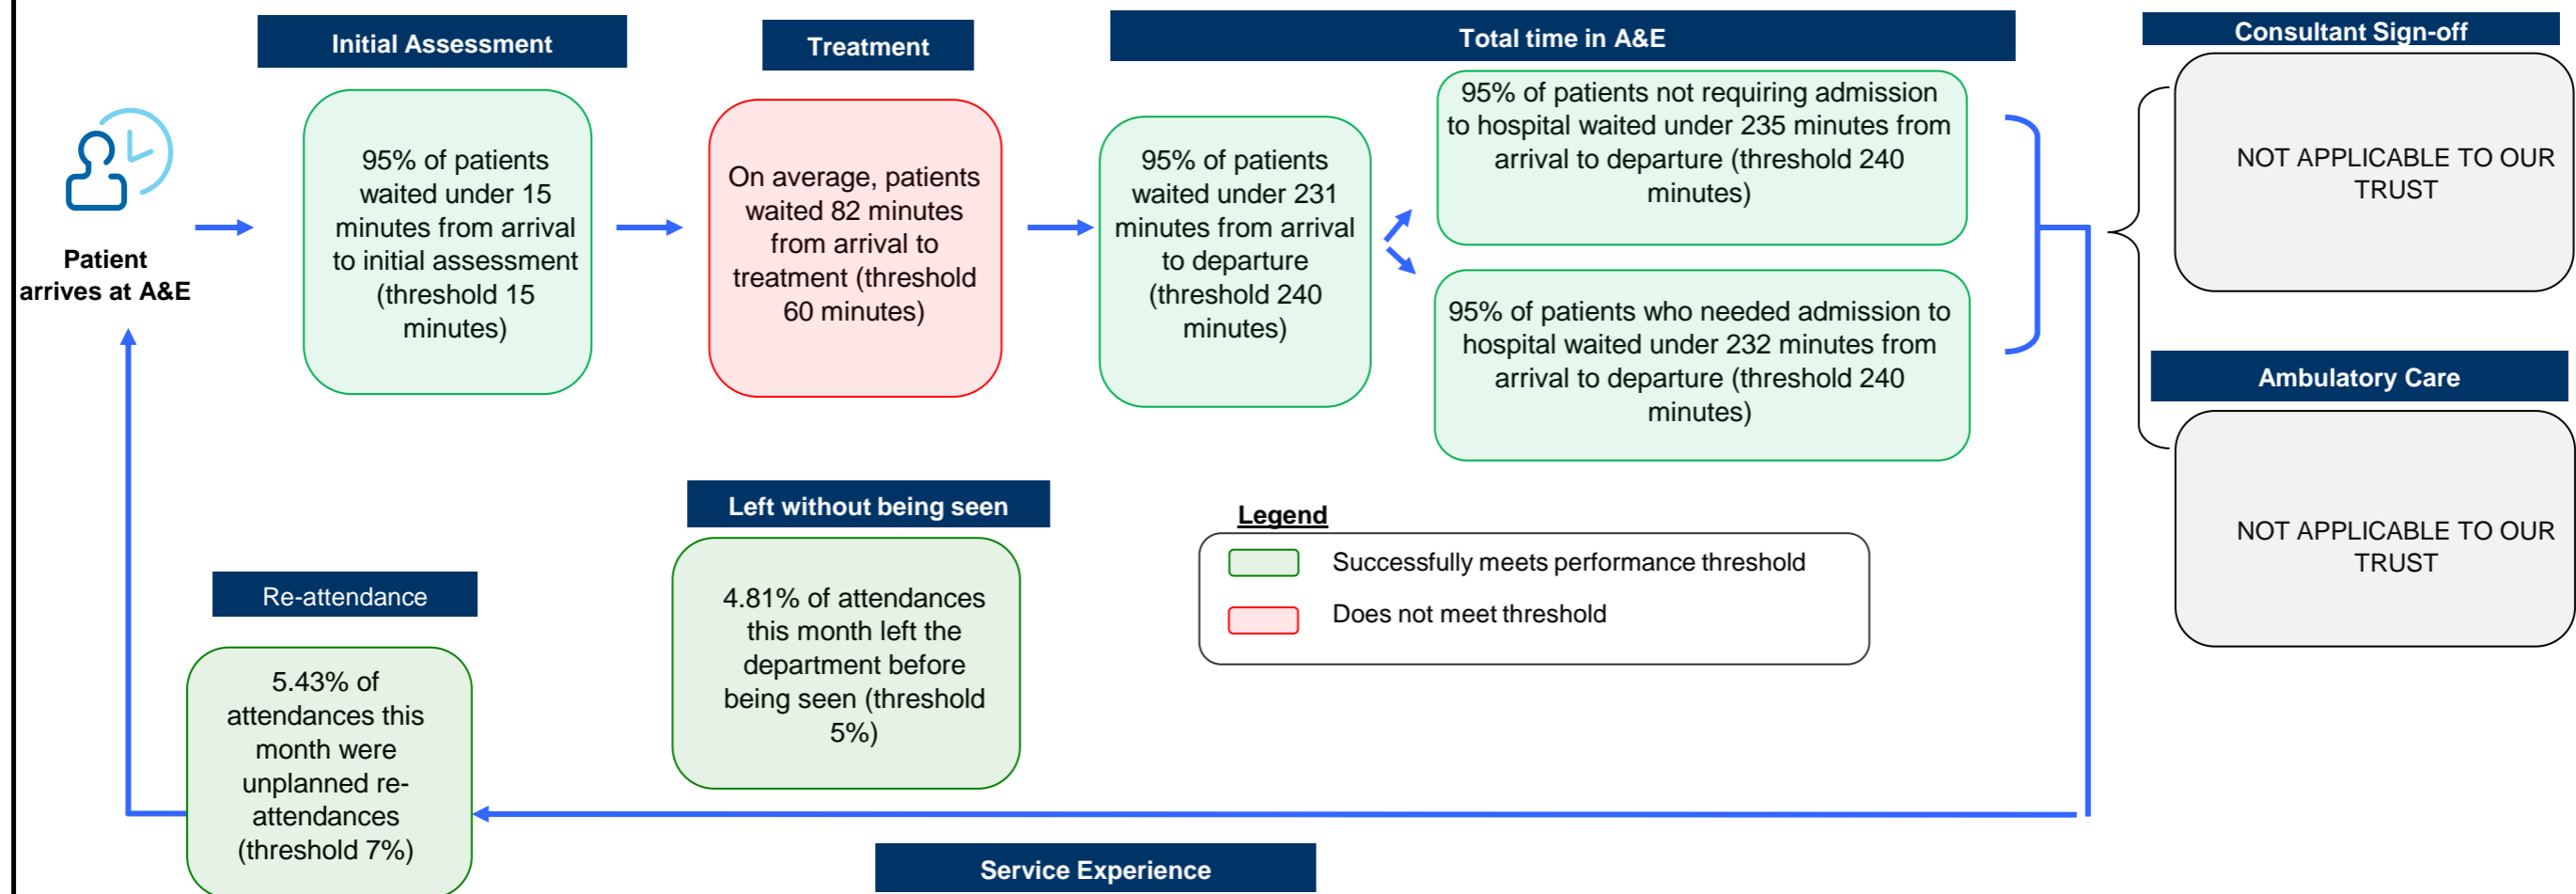 Initial Assessment
Treatment
Total time in A&E
Consultant Sign-off
Patient
arrives at A&E
95% of patients
waited under 15
minutes from arrival
to initial assessment
(threshold 15
minutes)
On average, patients
waited 82 minutes
from arrival to
treatment (threshold
60 minutes)
95% of patients
waited under 231
minutes from arrival
to departure
(threshold 240
minutes)
95% of patients not requiring admission
to hospital waited under 235 minutes from
arrival to departure (threshold 240
minutes)
95% of patients who needed admission to
hospital waited under 232 minutes from
arrival to departure (threshold 240
minutes)
NOT APPLICABLE TO OUR
TRUST
Ambulatory Care
NOT APPLICABLE TO OUR
TRUST
Left without being seen
4.81% of attendances
this month left the
department before
being seen (threshold
5%)
Legend
Successfully meets performance threshold
Does not meet threshold
Re-attendance
5.43% of
attendances this
month were
unplanned re-
attendances
(threshold 7%)
Service Experience